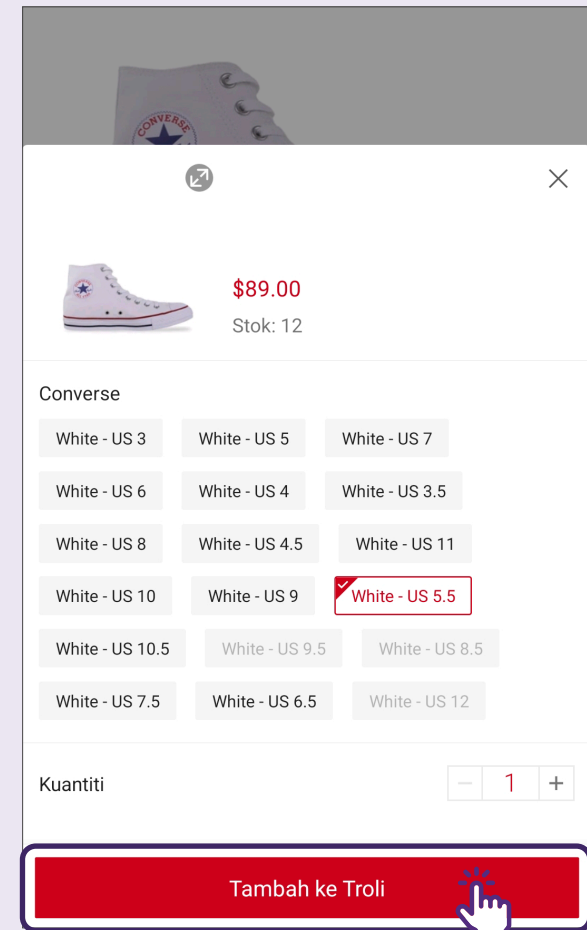 CONVERSE
$89.00
Stok: 12
Converse
White - US 3 White - US 5 White - US 7
White - US 6 White - US 4 White - US 3.5
White - US 8 White - US 4.5 White - US 11
White - US 10 White - US 9 White - US 5.5
White - US 10.5 White - US 9.5 White - US 8.5
White - US 7.5 White - US 6.5 White - US 12
Kuantiti 1
Tambah ke Troli